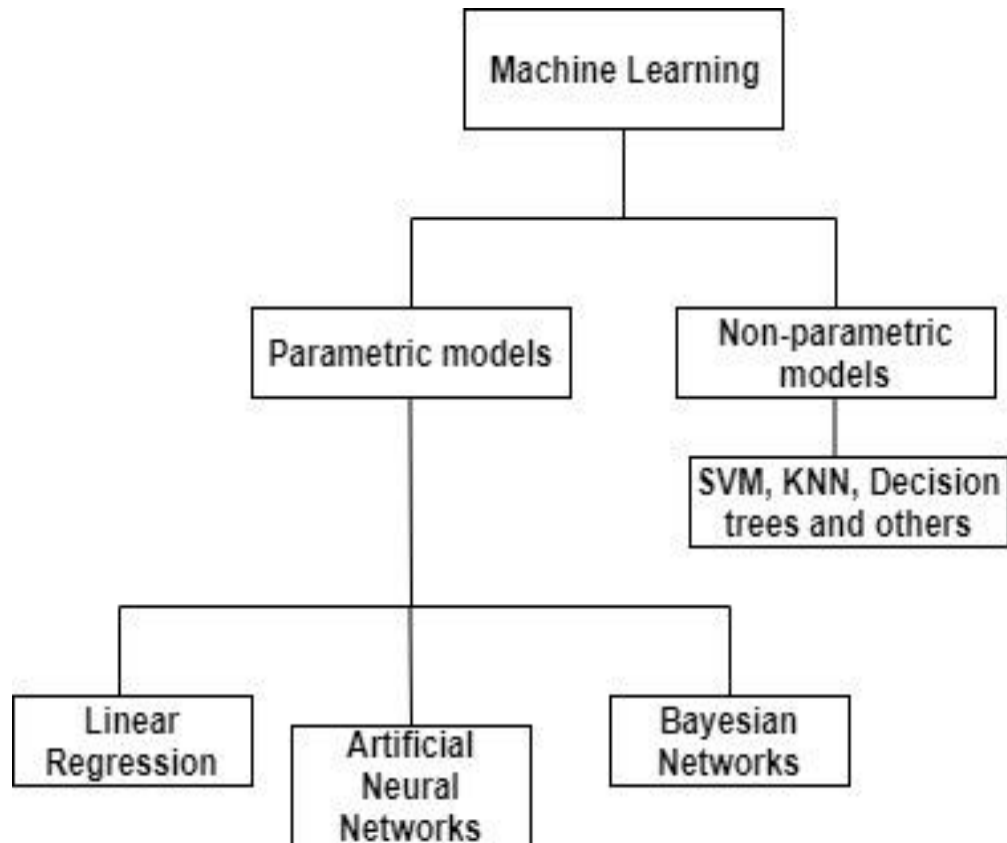 Machine Learning
Parametric models
Non-parametric
models
SVM, KNN, Decision
trees and others
Linear
Regression
Artificial
Neural
Networks
Bayesian
Networks